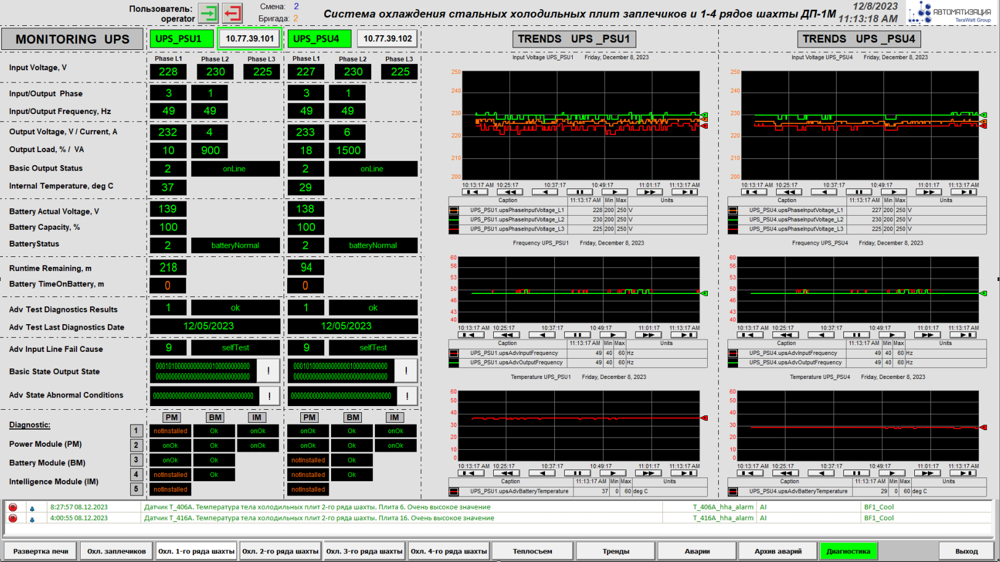 Пользователь:
operator
Смена: 2
Бригада: 2
Система охлаждения стальных холодильных плит заплечиков и 1-4 рядов шахты ДП-1М
12/8/2023
11:13:18 AM
АВТОМАТИЗАЦИЯ
TeraWatt Group
MONITORING UPS
UPS_PSU1
10.77.39.101
UPS_PSU4
10.77.39.102
TRENDS UPS _PSU1
TRENDS UPS _PSU4
Phase L1 Phase L2 Phase L3 Phase L1 Phase L2 Phase L3
Input Voltage, V 228 230 225 227 230 225
Input/Output Phase 3 1 3 1
Input/Output Frequency, Hz 49 49 49 49
Output Voltage, V / Current, A 232 4 233 6
Output Load, % / VA 10 900 18 1500
Basic Output Status 2 onLine 2 onLine
Internal Temperature, deg C 37 29
Battery Actual Voltage, V 139 138
Battery Capacity, % 100 100
BatteryStatus 2 batteryNormal 2 batteryNormal
Runtime Remaining, m 218 94
Battery TimeOnBattery, m 0 0
Adv Test Diagnostics Results 1 ok 1 ok
Adv Test Last Diagnostics Date 12/05/2023 12/05/2023
Adv Input Line Fail Cause 9 selfTest 9 selfTest
Basic State Output State ! !
Adv State Abnormal Conditions ! !
PM BM IM PM BM IM
Diagnostic:
1 notInstalled Ok onOk onOk Ok onOk
Power Module (PM) 2 onOk Ok onOk onOk Ok onOk
Battery Module (BM) 3 onOk Ok notInstalled Ok
4 notInstalled Ok notInstalled Ok
Intelligence Module (IM)
5 notInstalled notInstalled
Input Voltage UPS_PSU1 Friday, December 8, 2023
250
240
230
220
210
200
10:13:17 AM 10:25:17 10:37:17 10:49:17 11:01:17 11:13:17 AM
Caption 11:13:17 AM Min Max Units
UPS_PSU1.upsPhaseInputVoltage_L1 228 200 250 V
UPS_PSU1.upsPhaseInputVoltage_L2 230 200 250 V
UPS_PSU1.upsPhaseInputVoltage_L3 225 200 250 V
Frequency UPS_PSU1 Friday, December 8, 2023
60
56
53
50
46
43
40
10:13:17 AM 10:25:17 10:37:17 10:49:17 11:01:17 11:13:17 AM
Caption 11:13:17 AM Min Max Units
UPS_PSU1.upsAdvInputFrequency 49 40 60 Hz
UPS_PSU1.upsAdvOutputFrequency 49 40 60 Hz
Temperature UPS_PSU1 Friday, December 8, 2023
60
50
40
30
20
10
0
10:13:17 AM 10:25:17 10:37:17 10:49:17 11:01:17 11:13:17 AM
Caption 11:13:17 AM Min Max Units
UPS_PSU1.upsAdvBatteryTemperature 37 0 60 deg C
Input Voltage UPS_PSU4 Friday, December 8, 2023
250
240
230
220
210
200
10:13:17 AM 10:25:17 10:37:17 10:49:17 11:01:17 11:13:17 AM
Caption 11:13:17 AM Min Max Units
UPS_PSU4.upsPhaseInputVoltage_L1 227 200 250 V
UPS_PSU4.upsPhaseInputVoltage_L2 230 200 250 V
UPS_PSU4.upsPhaseInputVoltage_L3 225 200 250 V
Frequency UPS_PSU4 Friday, December 8, 2023
60
56
53
50
46
43
40
10:13:17 AM 10:25:17 10:37:17 10:49:17 11:01:17 11:13:17 AM
Caption 11:13:17 AM Min Max Units
UPS_PSU4.upsAdvInputFrequency 49 40 60 Hz
UPS_PSU4.upsAdvOutputFrequency 49 40 60 Hz
Temperature UPS_PSU4 Friday, December 8, 2023
60
50
40
30
20
10
0
10:13:17 AM 10:25:17 10:37:17 10:49:17 11:01:17 11:13:17 AM
Caption 11:13:17 AM Min Max Units
UPS_PSU4.upsAdvBatteryTemperature 29 0 60 deg C
8:27:57 08.12.2023 Датчик T_406A. Температура тела холодильных плит 2-го ряда шахты. Плита 6. Очень высокое значение T_406A_hha_alarm AI BF1_Cool
4:00:55 08.12.2023 Датчик T_416A. Температура тела холодильных плит 2-го ряда шахты. Плита 16. Очень высокое значение T_416A_hha_alarm AI BF1_Cool
Развертка печи Охл. заплечиков Охл. 1-го ряда шахты Охл. 2-го ряда шахты Охл. 3-го ряда шахты Охл. 4-го ряда шахты Теплосъем Тренды Аварии Архив аварий Диагностика Выход